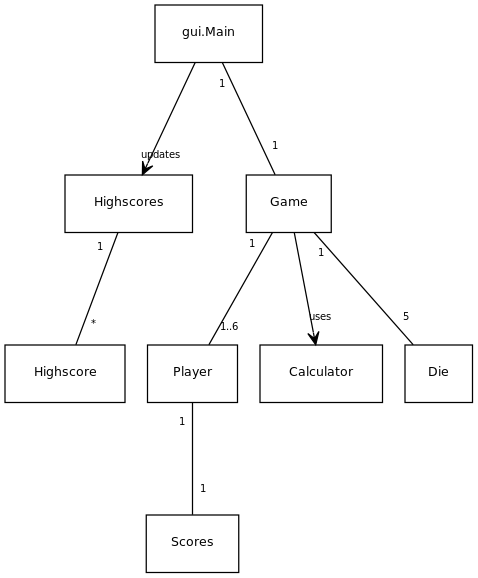 gui.Main
1
1
updates
Highscores
Game
1
1
1
*
1..6
uses
5
Highscore
Player
Calculator
Die
1
1
Scores